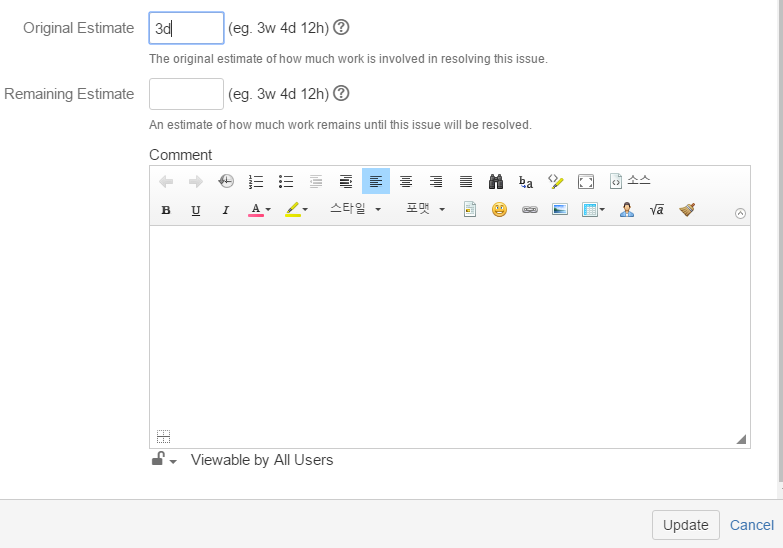 Original Estimate 3d (eg. 3w 4d 12h) ?
The original estimate of how much work is involved in resolving this issue.
Remaining Estimate (eg. 3w 4d 12h) ?
An estimate of how much work remains until this issue will be resolved.
Comment
소스
B U I A 스타일 포맷 √a
Viewable by All Users
Update Cancel